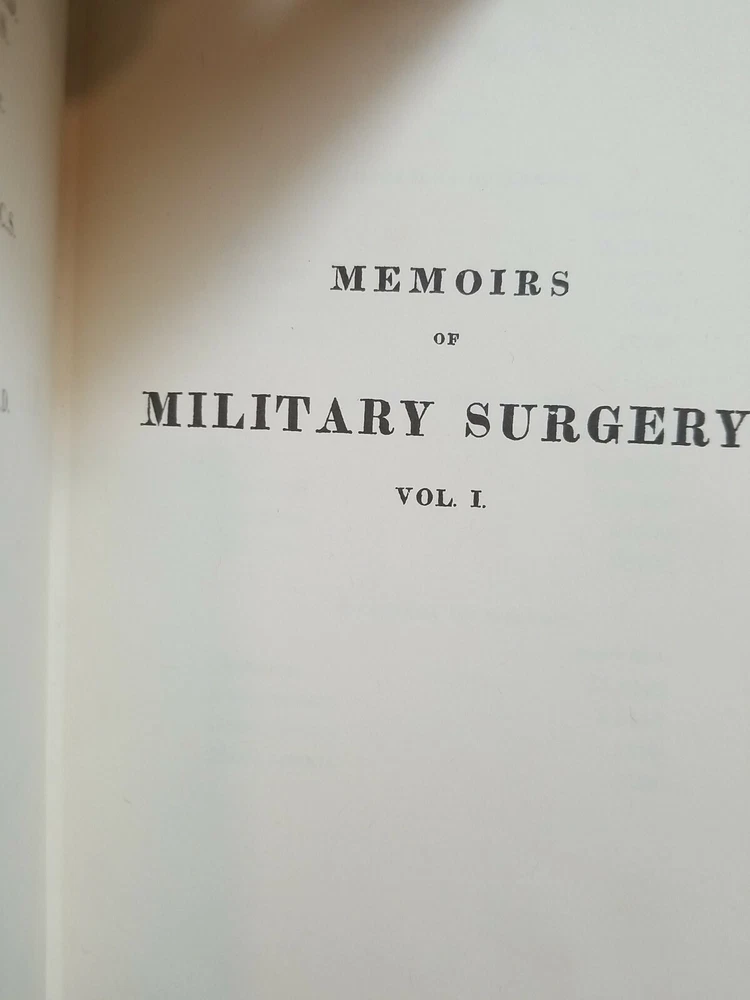 MEMOIRS
OF
MILITARY SURGERY
VOL. I.